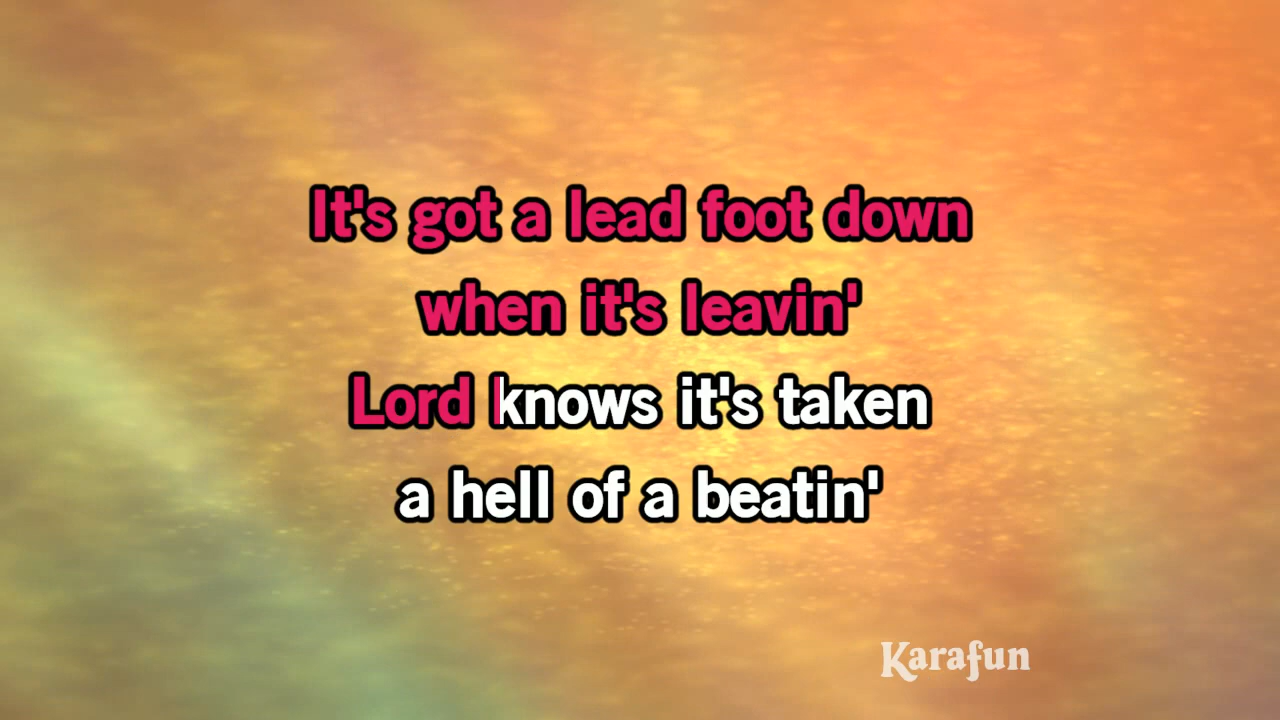 It's got a lead foot down
when it's leavin'
Lord knows it's taken
a hell of a beatin'
Karafun